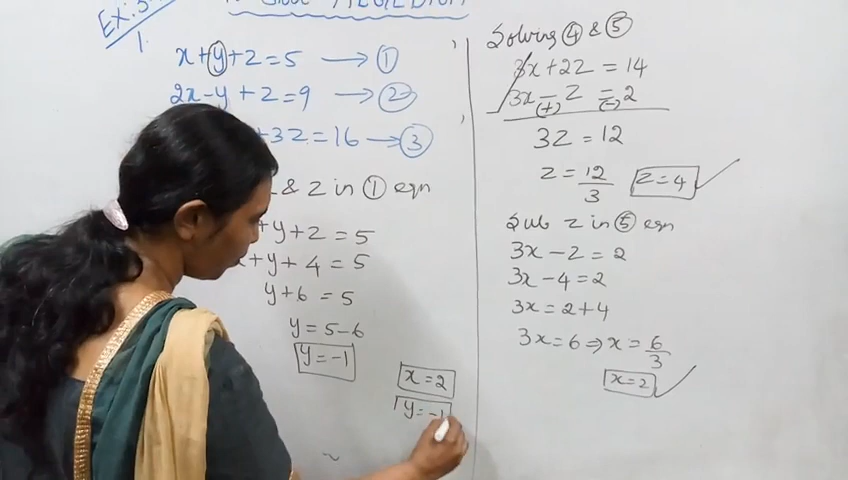 Ex: 3.
1.
x+y+z=5 → ①
2x-y+z=9 → ②
+3z=16 → ③
& z in ① eqn
+y+z=5
x+y+4=5
y+6=5
y=5-6
y=-1
x=2
y=-1
Solving ④ & ⑤
3x+2z=14
3x-z=2
(+) (-)
3z=12
z=12/3 z=4
Sub z in ⑤ eqn
3x-z=2
3x-4=2
3x=2+4
3x=6⇒x=6/3
x=2